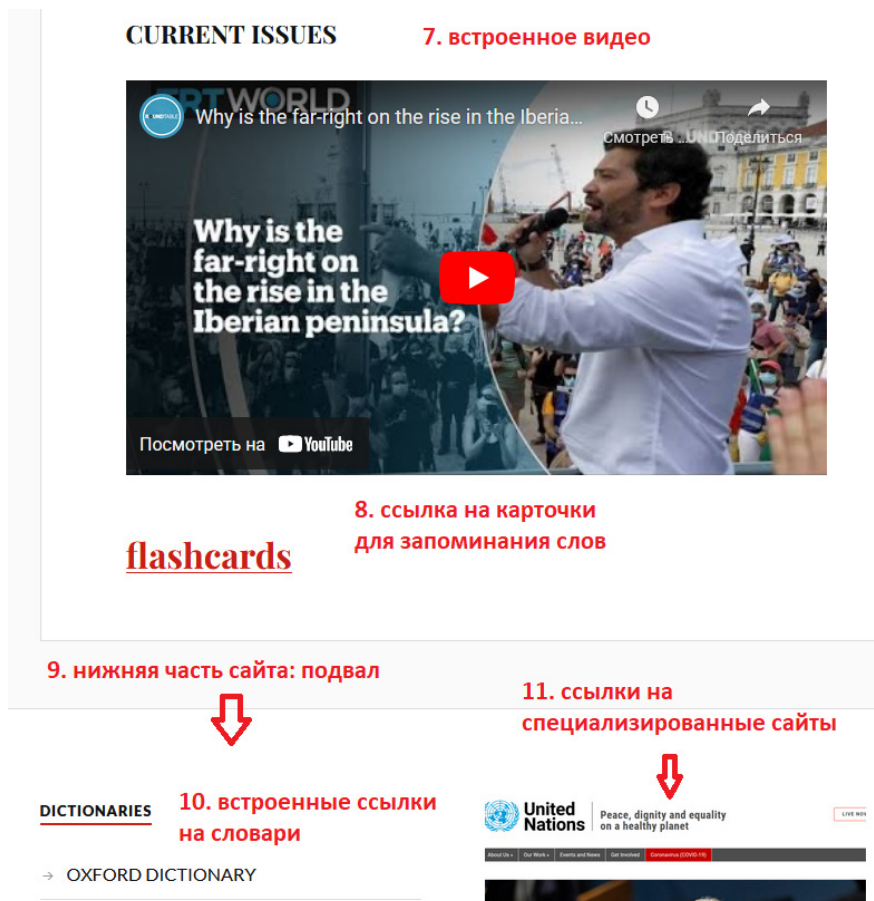 CURRENT ISSUES
7. встроенное видео
RT WORLD
Why is the far-right on the rise in the Iberia...
Смотреть ...
Поделиться
Why is the
far-right on
the rise in the
Iberian peninsula?
Посмотреть на YouTube
8. ссылка на карточки
для запоминания слов
flashcards
9. нижняя часть сайта: подвал
11. ссылки на
специализированные сайты
DICTIONARIES
10. встроенные ссылки
на словари
United
Nations
Peace, dignity and equality
on a healthy planet
LIVE NOW
About Us
Our Work
Events and News
Get Involved
Coronavirus (COVID-19)
→ OXFORD DICTIONARY